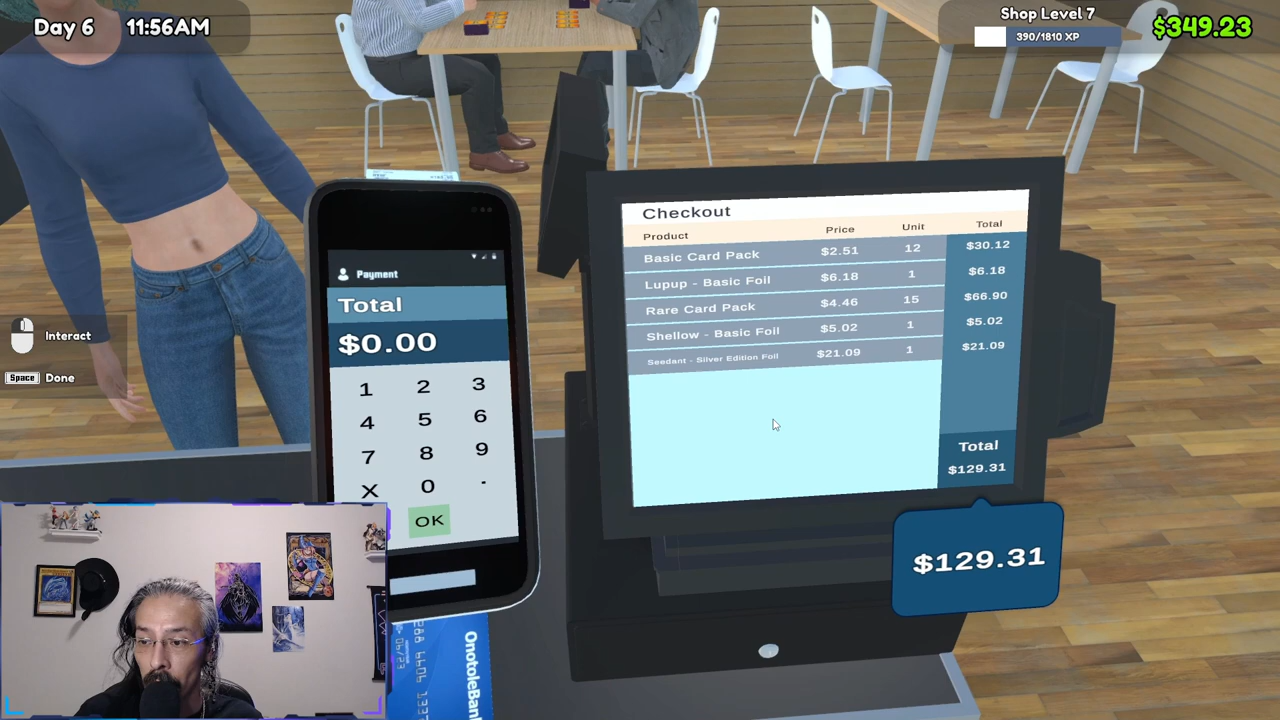 Day 6 11:56AM
Shop Level 7
390/1810 XP
$349.23
Interact
Space Done
Payment
Total
$0.00
1 2 3
4 5 6
7 8 9
X 0 .
OK
Checkout
Product Price Unit Total
Basic Card Pack $2.51 12 $30.12
Lupup - Basic Foil $6.18 1 $6.18
Rare Card Pack $4.46 15 $66.90
Shellow - Basic Foil $5.02 1 $5.02
Seedant - Silver Edition Foil $21.09 1 $21.09
Total
$129.31
$129.31
OnotoleBank